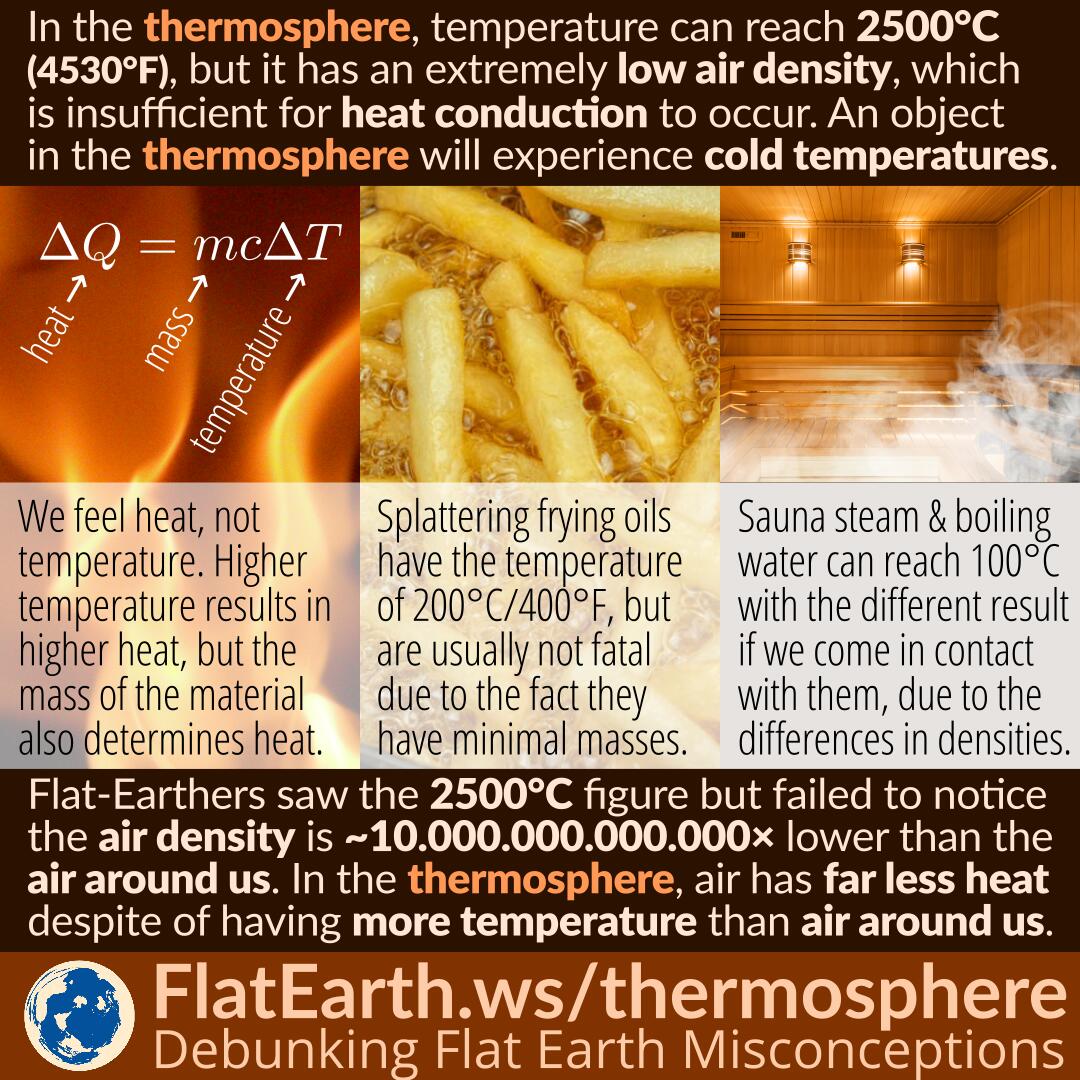 In the thermosphere, temperature can reach 2500°C
(4530°F), but it has an extremely low air density, which
is insufficient for heat conduction to occur. An object
in the thermosphere will experience cold temperatures.
ΔQ = mcΔT
heat
mass
temperature
We feel heat, not
temperature. Higher
temperature results in
higher heat, but the
mass of the material
also determines heat.
Splattering frying oils
have the temperature
of 200°C/400°F, but
are usually not fatal
due to the fact they
have minimal masses.
Sauna steam & boiling
water can reach 100°C
with the different result
if we come in contact
with them, due to the
differences in densities.
Flat-Earthers saw the 2500°C figure but failed to notice
the air density is ~10.000.000.000.000× lower than the
air around us. In the thermosphere, air has far less heat
despite of having more temperature than air around us.
FlatEarth.ws/thermosphere
Debunking Flat Earth Misconceptions